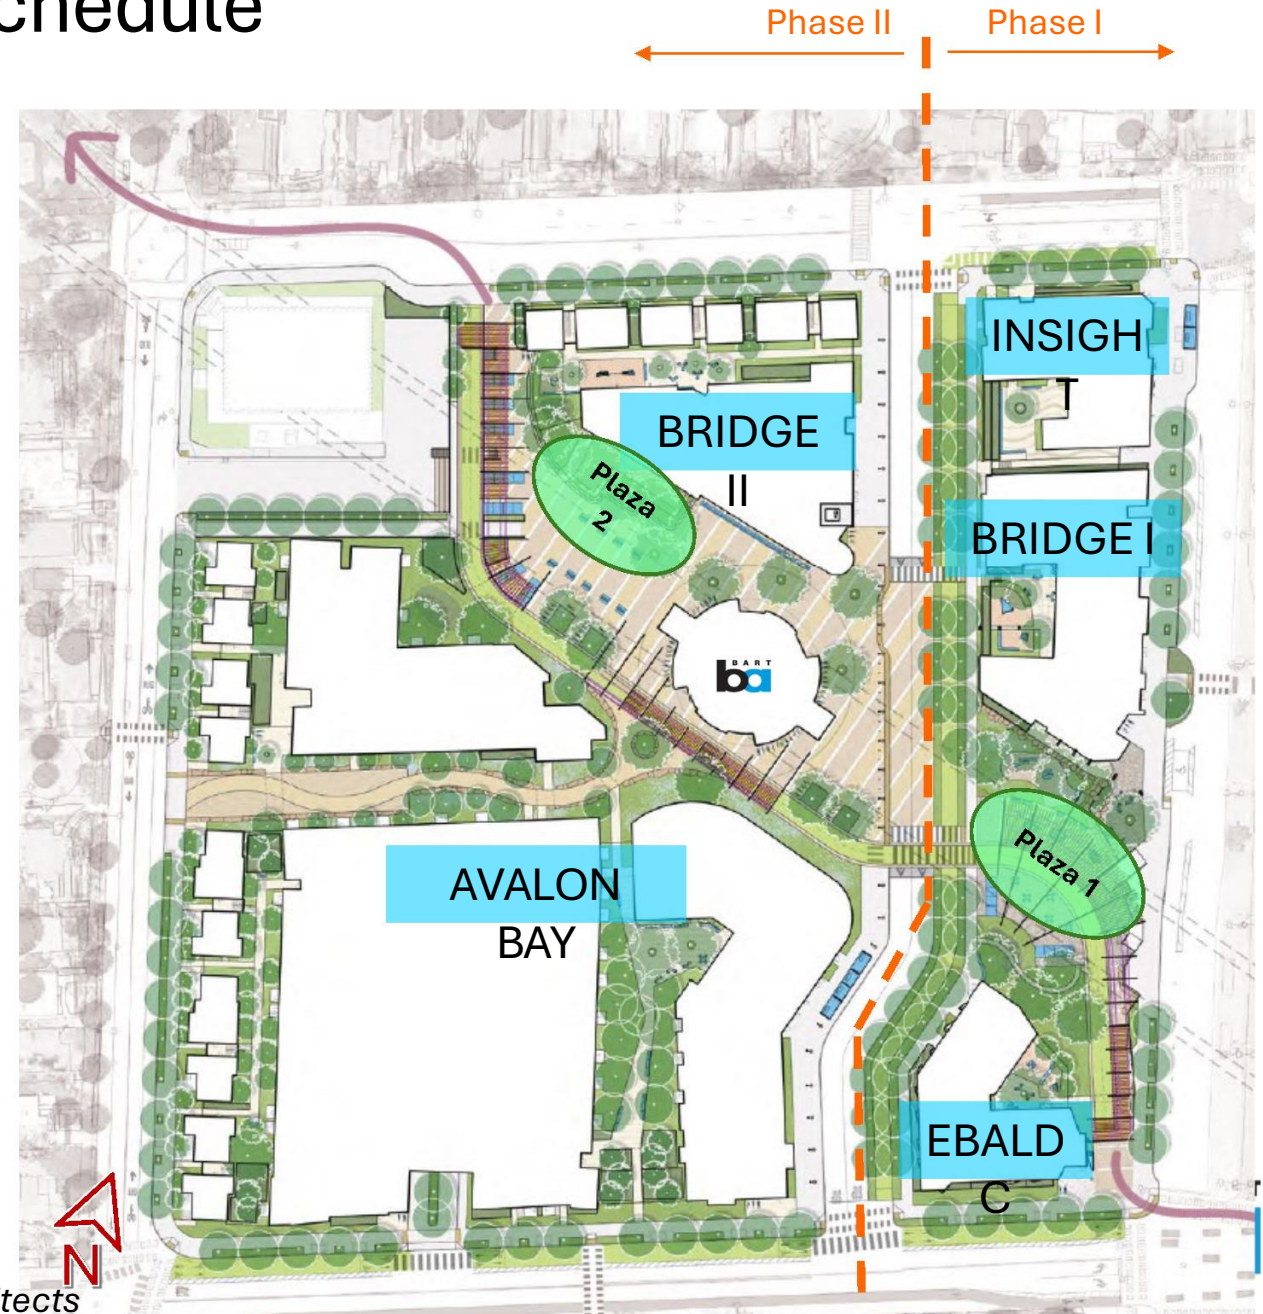 chedule
Phase II
Phase I
INSIGH
T
BRIDGE
II
Plaza
2
BRIDGE I
BART
ba
Plaza 1
AVALON
BAY
EBALD
C
N
tects